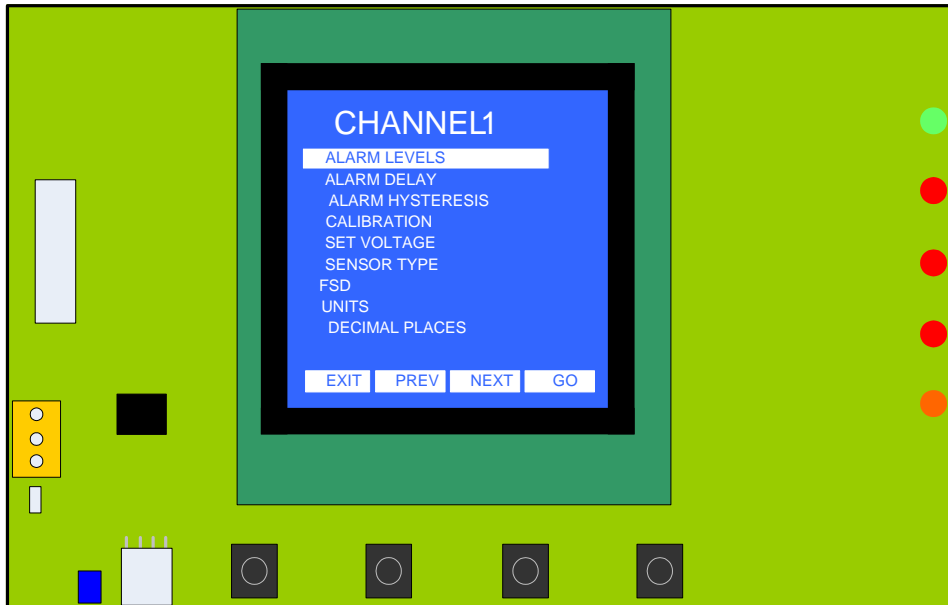 CHANNEL1
ALARM LEVELS
ALARM DELAY
ALARM HYSTERESIS
CALIBRATION
SET VOLTAGE
SENSOR TYPE
FSD
UNITS
DECIMAL PLACES
EXIT PREV NEXT GO